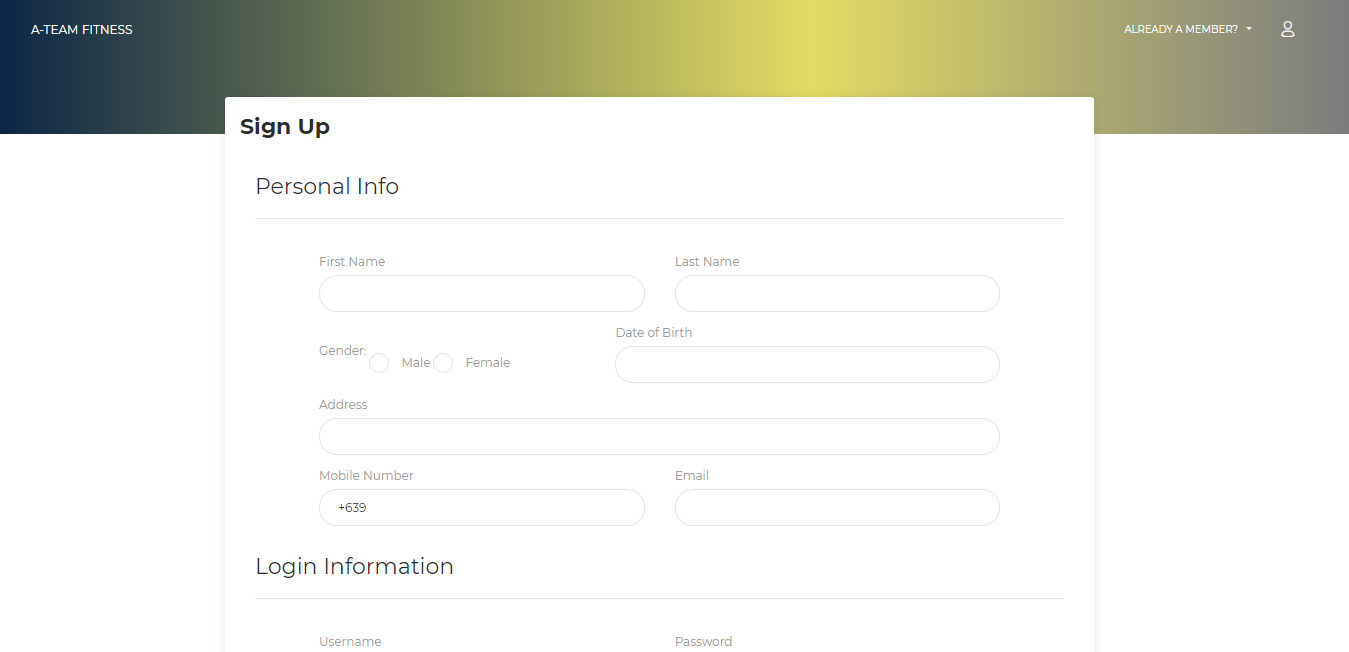 A-TEAM FITNESS
ALREADY A MEMBER?
Sign Up
Personal Info
First Name
Last Name
Gender:
Male
Female
Date of Birth
Address
Mobile Number
Email
+639
Login Information
Username
Password